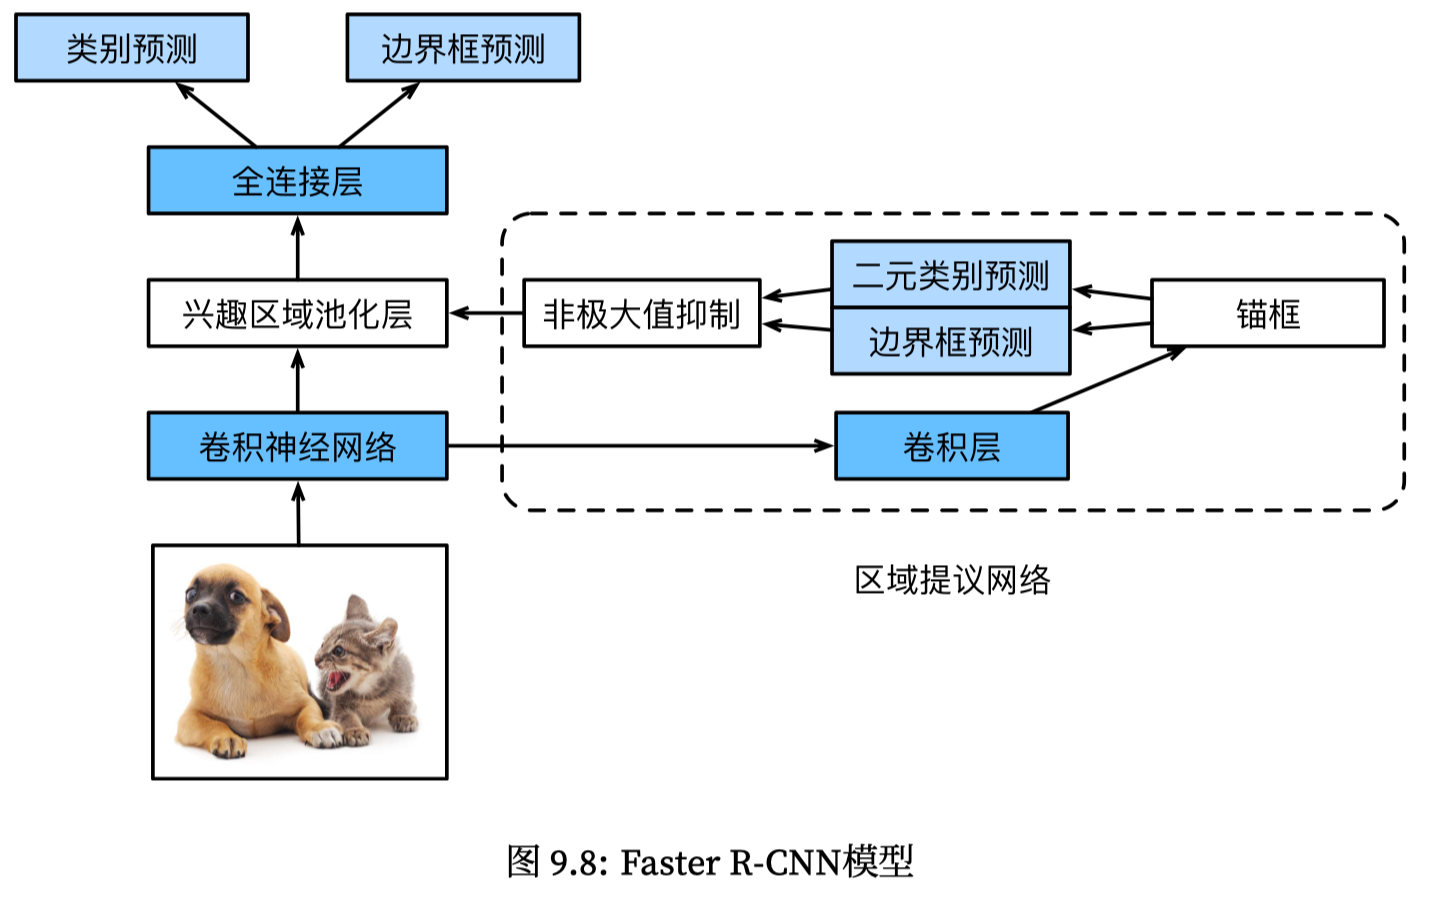 类别预测
边界框预测
全连接层
兴趣区域池化层
非极大值抑制
二元类别预测
边界框预测
锚框
卷积神经网络
卷积层
区域提议网络
图 9.8: Faster R-CNN模型